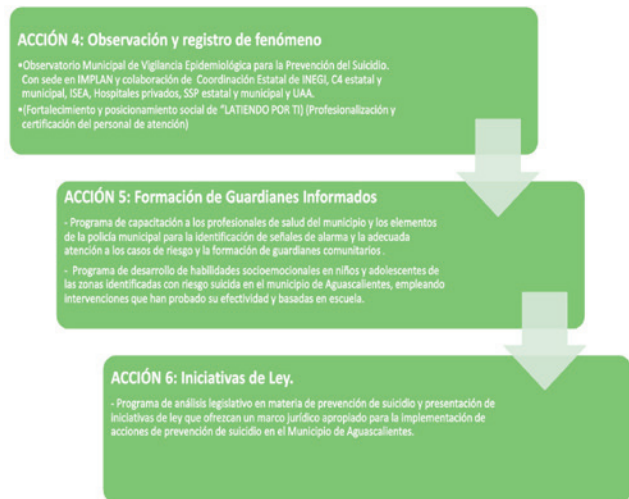 ACCIÓN 4: Observación y registro de fenómeno
•Observatorio Municipal de Vigilancia Epidemiológica para la Prevención del Suicidio.
Con sede en IMPLAN y colaboración de Coordinación Estatal de INEGI, C4 estatal y
municipal, ISEA, Hospitales privados, SSP estatal y municipal y UAA.
•(Fortalecimiento y posicionamiento social de "LATIENDO POR TI) (Profesionalización y
certificación del personal de atención)
ACCIÓN 5: Formación de Guardianes Informados
- Programa de capacitación a los profesionales de salud del municipio y los elementos
de la policía municipal para la identificación de señales de alarma y la adecuada
atención a los casos de riesgo y la formación de guardianes comunitarios .
- Programa de desarrollo de habilidades socioemocionales en niños y adolescentes de
las zonas identificadas con riesgo suicida en el municipio de Aguascalientes, empleando
intervenciones que han probado su efectividad y basadas en escuela.
ACCIÓN 6: Iniciativas de Ley.
- Programa de análisis legislativo en materia de prevención de suicidio y presentación de
iniciativas de ley que ofrezcan un marco jurídico apropiado para la implementación de
acciones de prevención de suicidio en el Municipio de Aguascalientes.